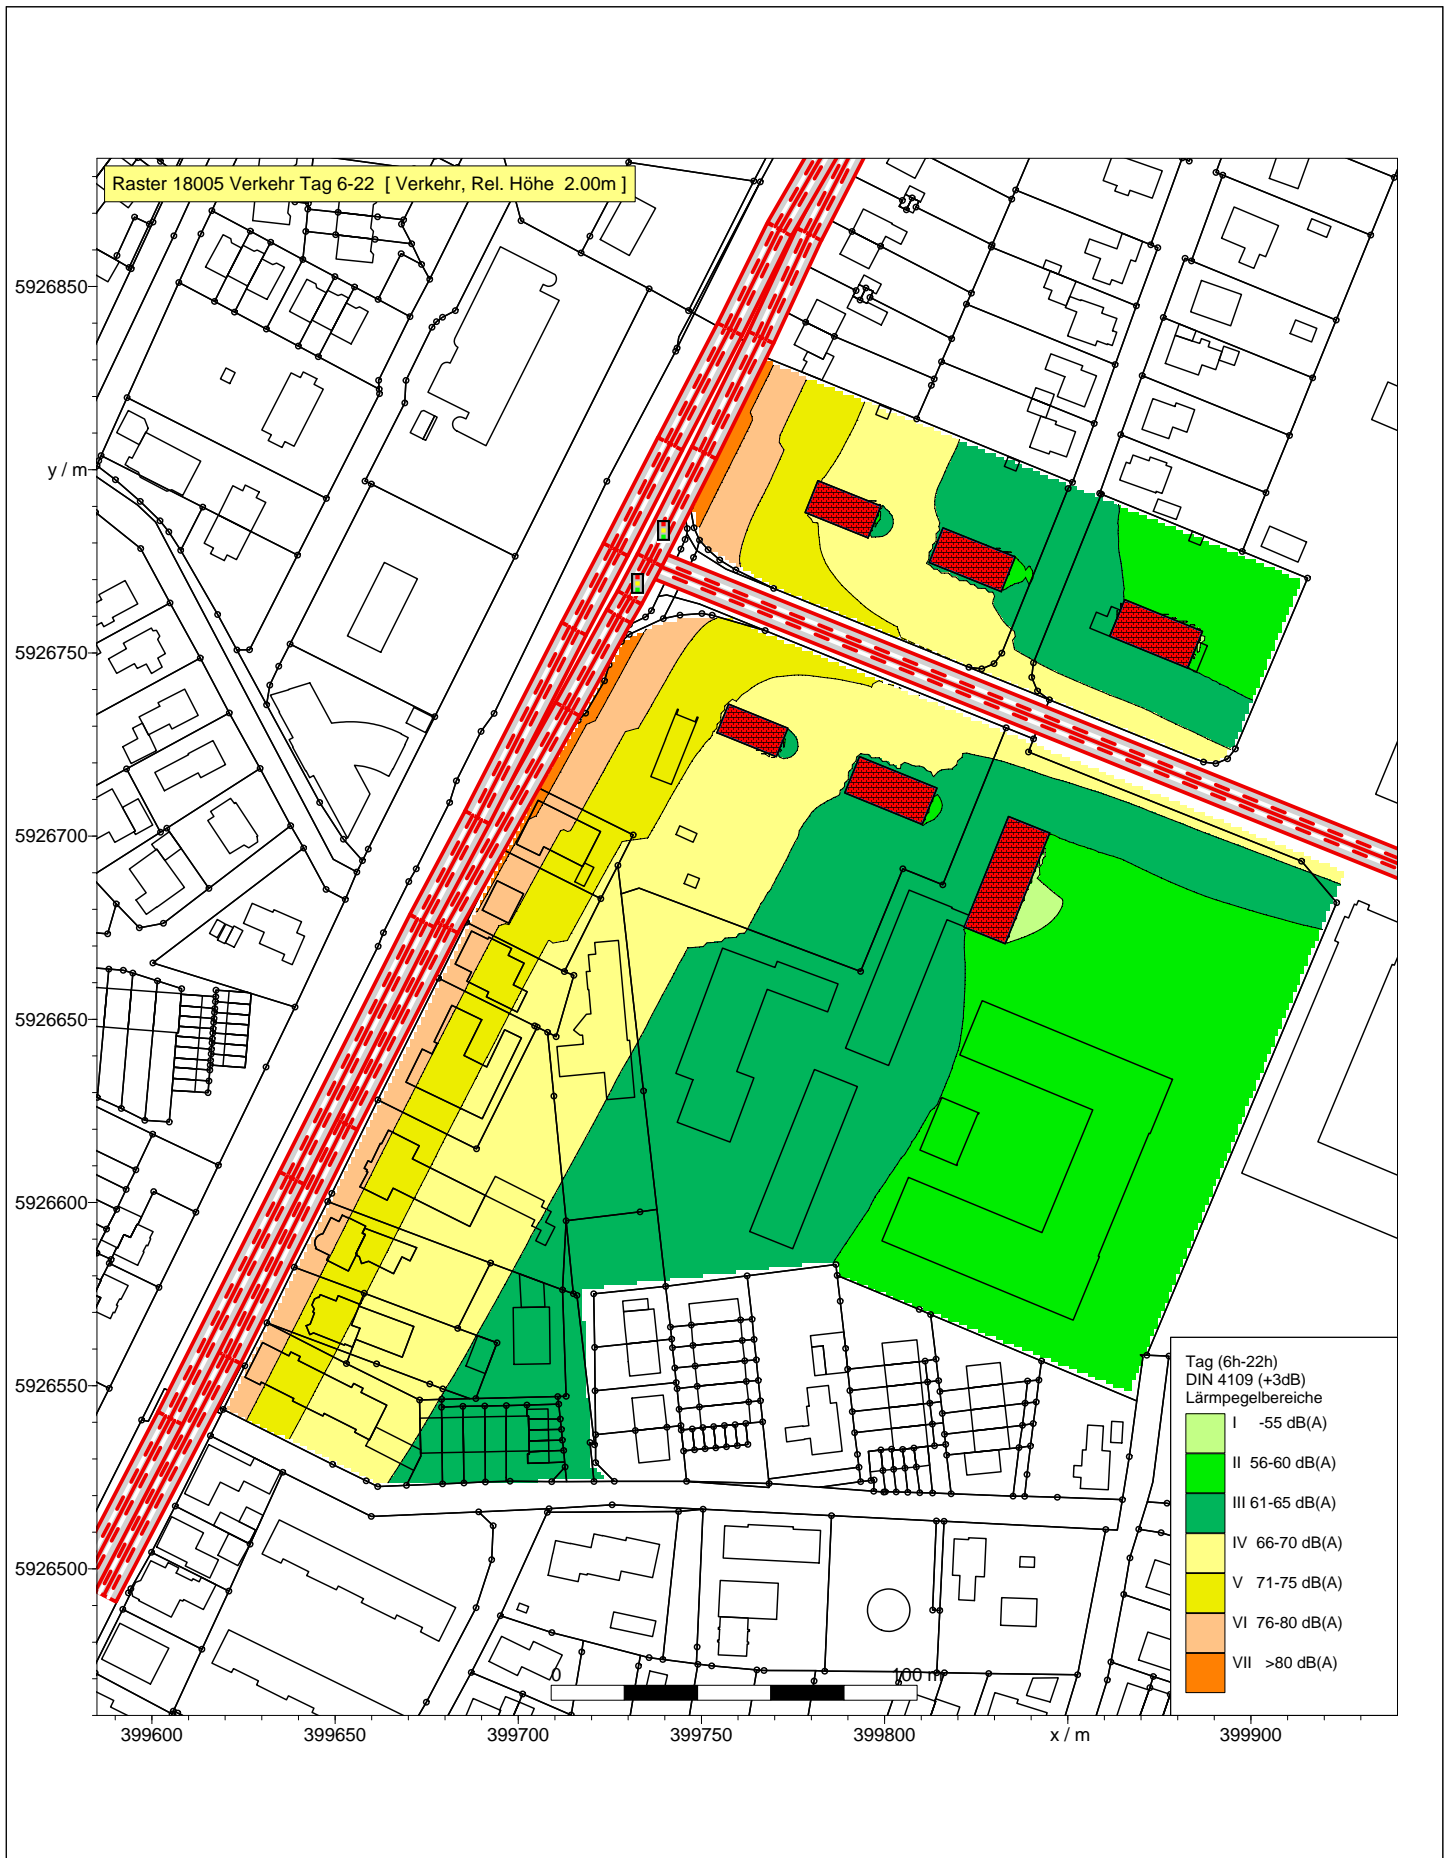 Raster 18005 Verkehr Tag 6-22 [ Verkehr, Rel. Höhe 2.00m ]
5926850
y / m
5926750
5926700
5926650
5926600
5926550
5926500
Tag (6h-22h)
DIN 4109 (+3dB)
Lärmpegelbereiche
I -55 dB(A)
II 56-60 dB(A)
III 61-65 dB(A)
IV 66-70 dB(A)
V 71-75 dB(A)
VI 76-80 dB(A)
VII >80 dB(A)
0 100 m
399600 399650 399700 399750 399800 x / m 399900